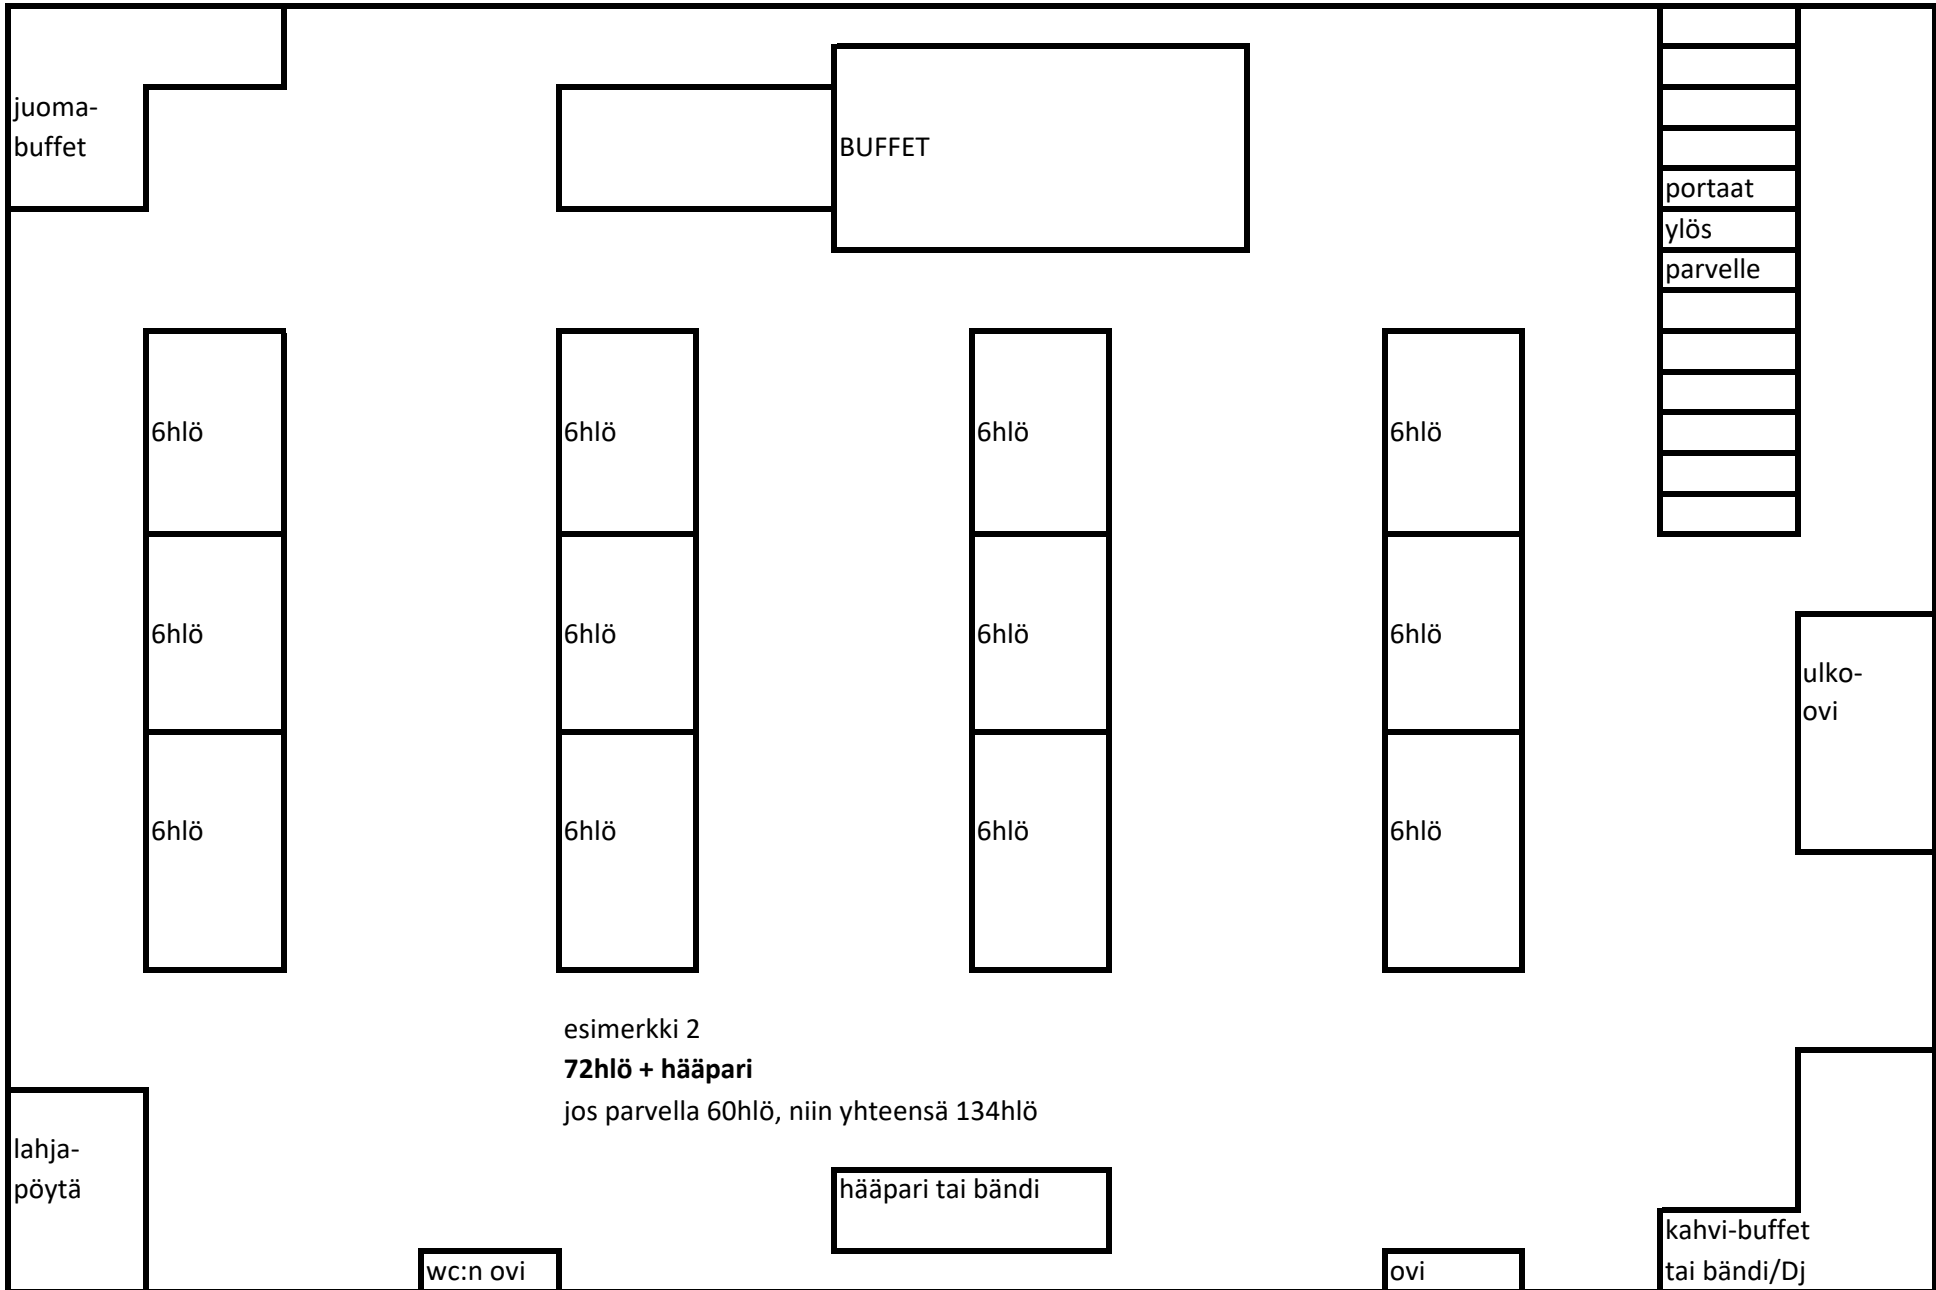 juoma-
buffet
BUFFET
portaat
ylös
parvelle
6hlö
6hlö
6hlö
6hlö
6hlö
6hlö
6hlö
6hlö
ulko-
ovi
6hlö
6hlö
6hlö
6hlö
esimerkki 2
72hlö + hääpari
jos parvella 60hlö, niin yhteensä 134hlö
lahja-
pöytä
hääpari tai bändi
wc:n ovi
ovi
kahvi-buffet
tai bändi/Dj